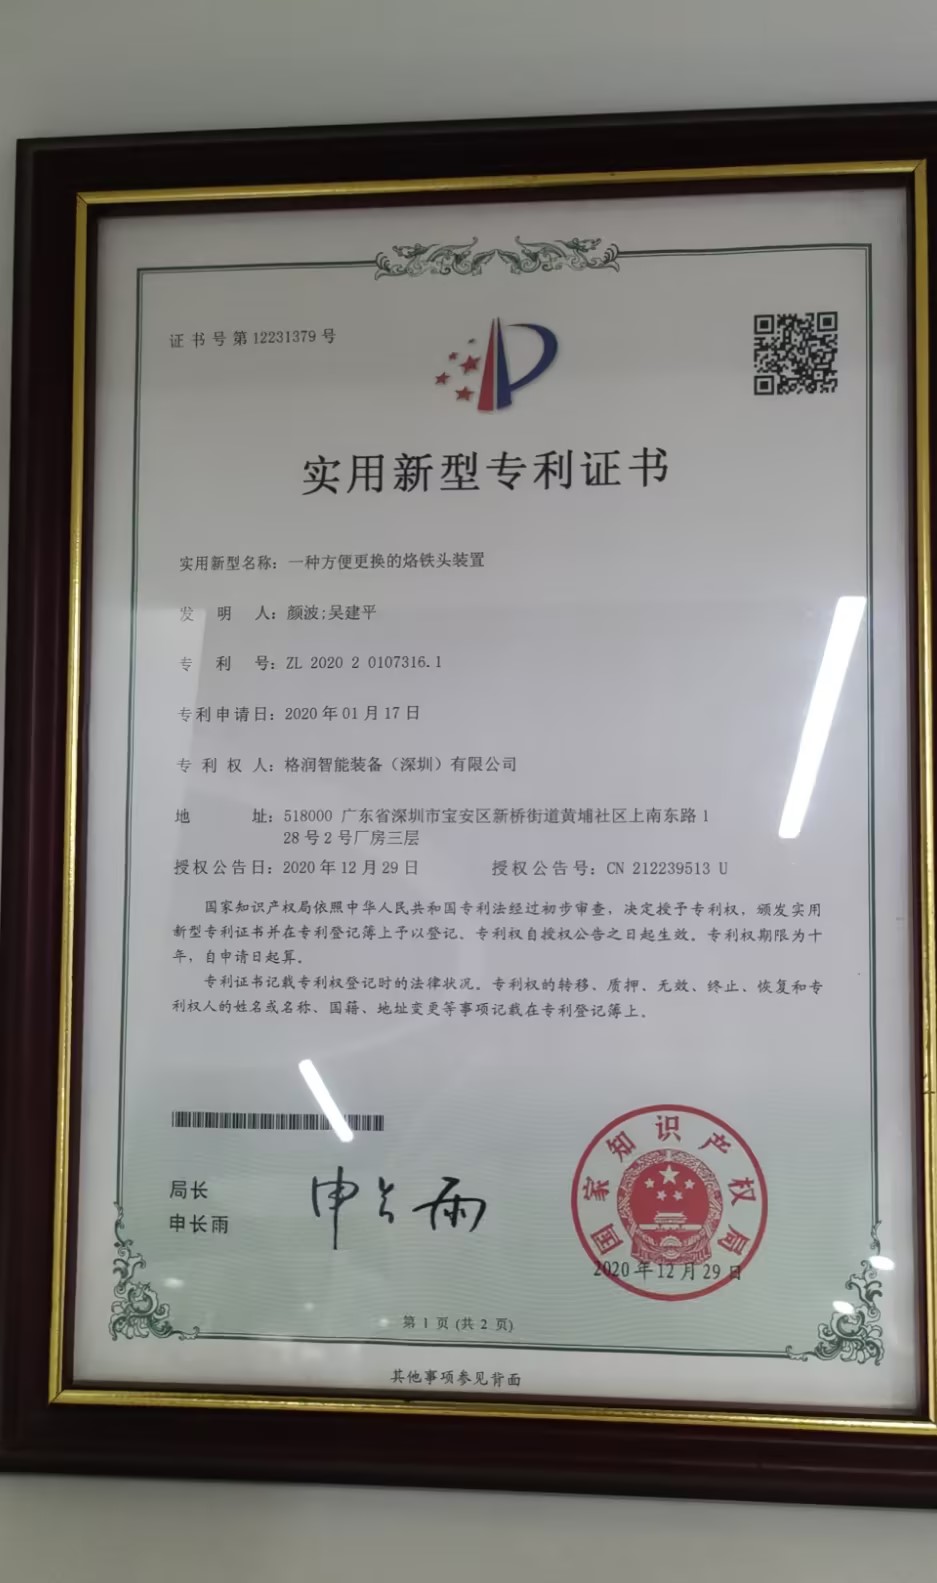 证书号第12231379号
实用新型专利证书
实用新型名称：一种方便更换的烙铁头装置
发明人：颜波;吴建平
专利号：ZL 2020 2 0107316.1
专利申请日：2020年01月17日
专利权人：格润智能装备（深圳）有限公司
地址：518000 广东省深圳市宝安区新桥街道黄埔社区上南东路1
28号2号厂房三层
授权公告日：2020年12月29日 授权公告号：CN 212239513 U
国家知识产权局依照中华人民共和国专利法经过初步审查，决定授予专利权，颁发实用
新型专利证书并在专利登记簿上予以登记。专利权自授权公告之日起生效。专利权期限为十
年，自申请日起算。
专利证书记载专利权登记时的法律状况。专利权的转移、质押、无效、终止、恢复和专
利权人的姓名或名称、国籍、地址变更等事项记载在专利登记簿上。
局长
申长雨
申长雨
国家知识产权局
2020年12月29日
第 1 页 (共 2 页)
其他事项参见背面